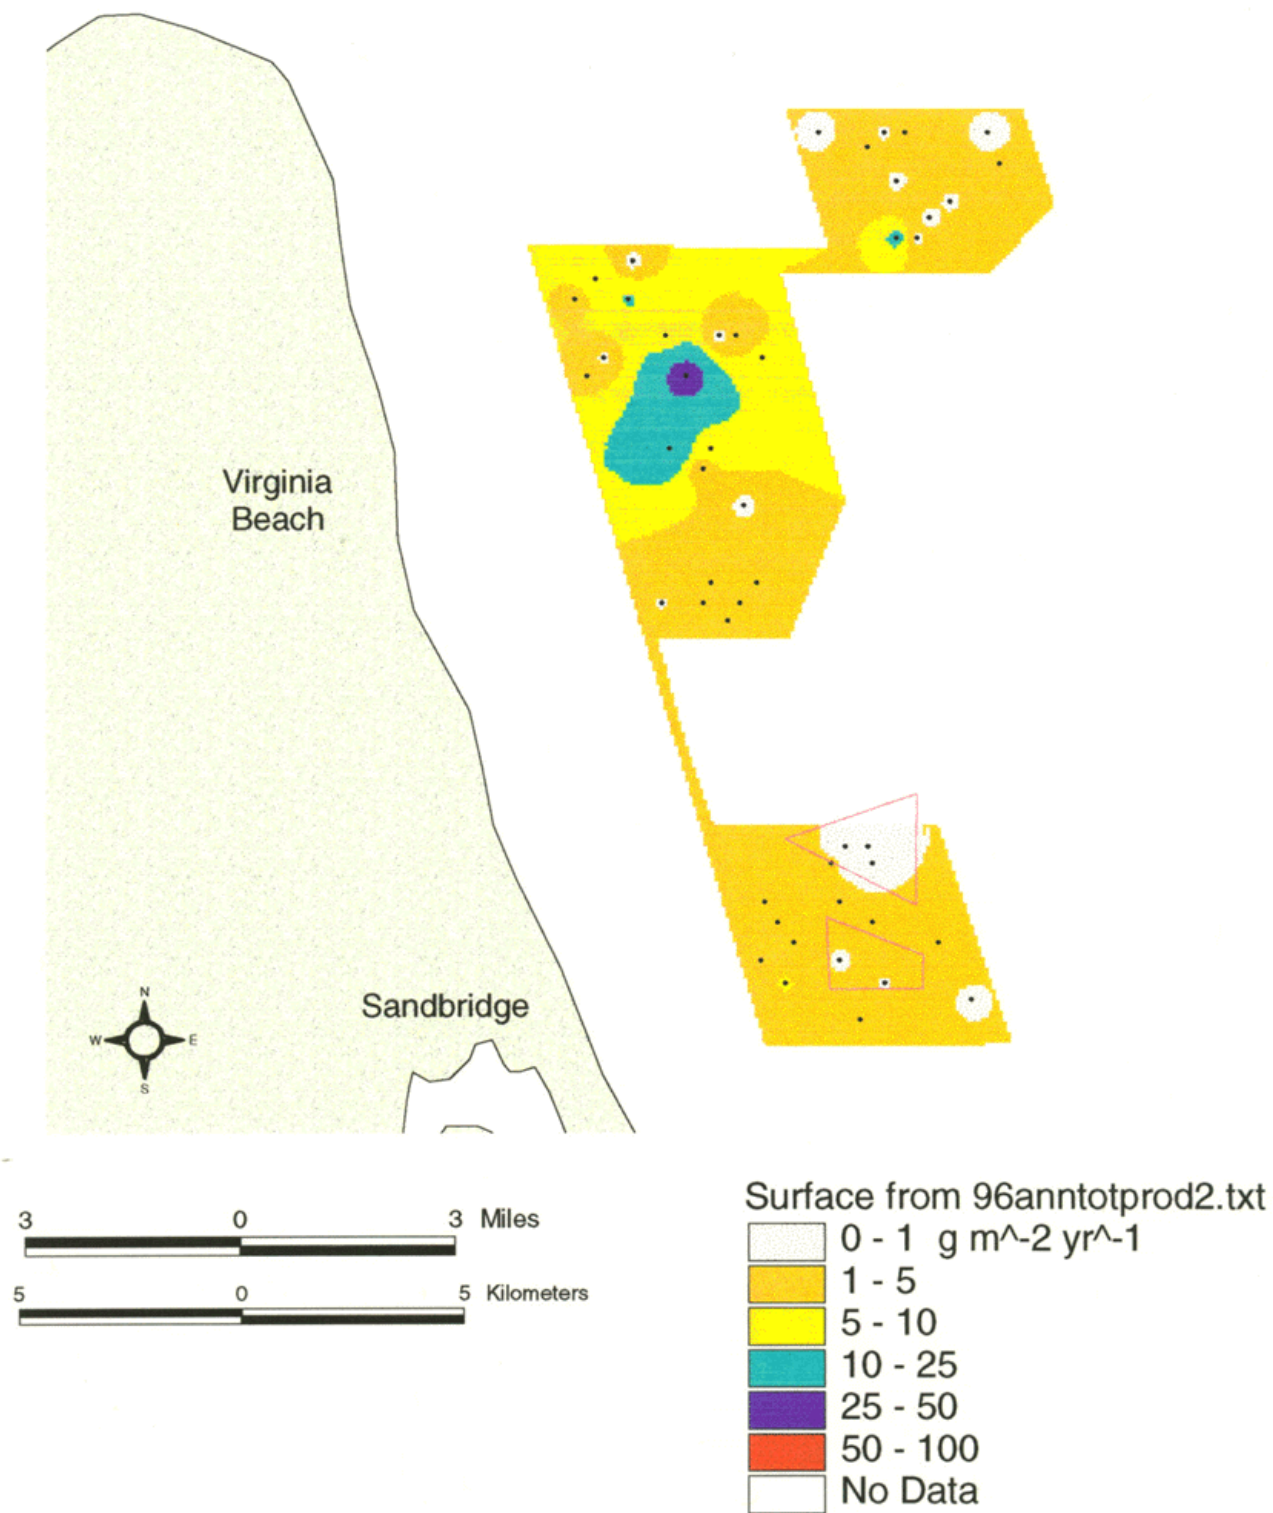 Virginia
Beach
Sandbridge
N
W E
S
3 0 3 Miles
5 0 5 Kilometers
Surface from 96anntotprod2.txt
0 - 1 g m^-2 yr^-1
1 - 5
5 - 10
10 - 25
25 - 50
50 - 100
No Data